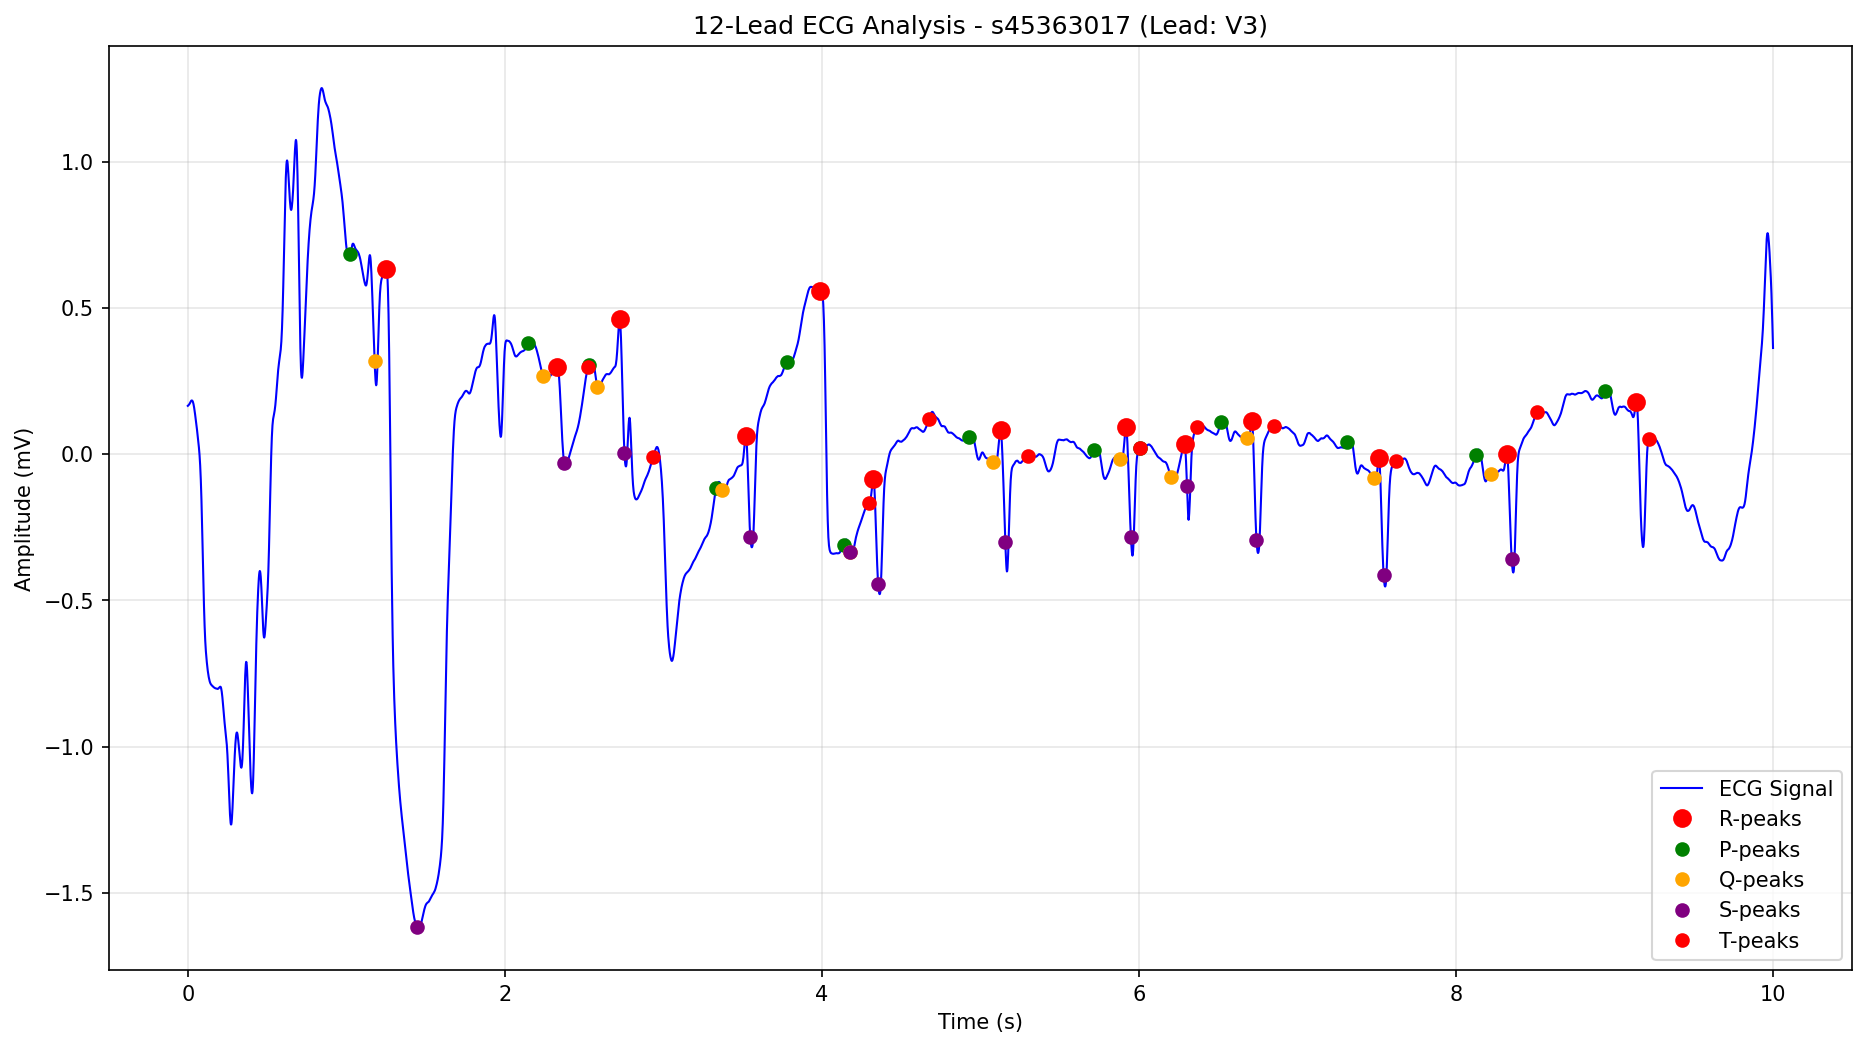 12-Lead ECG Analysis - s45363017 (Lead: V3)
Amplitude (mV)
1.0
0.5
0.0
−0.5
−1.0
−1.5
0 2 4 6 8 10
Time (s)
ECG Signal
R-peaks
P-peaks
Q-peaks
S-peaks
T-peaks